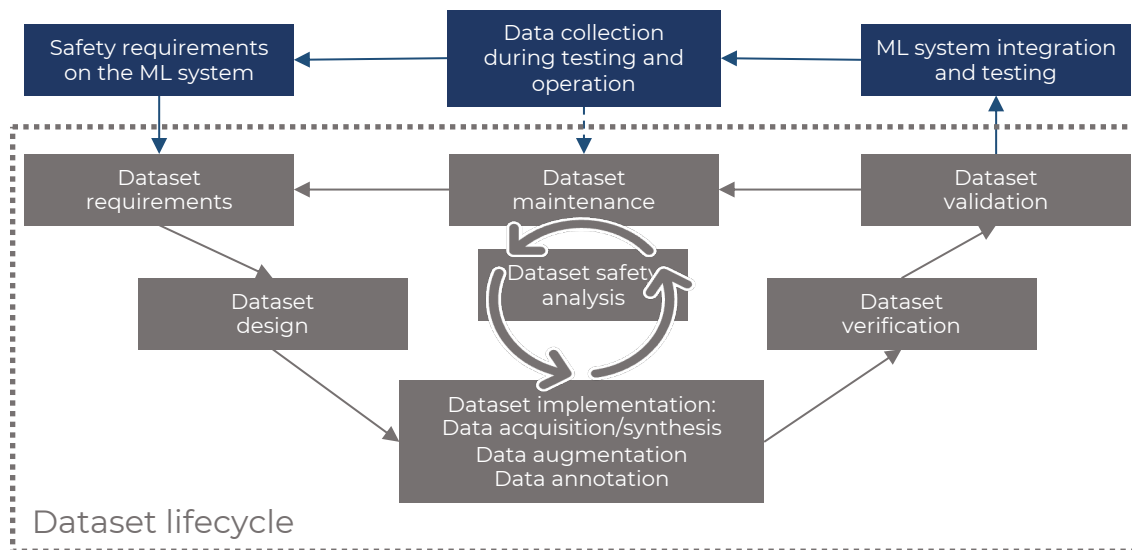 Safety requirements
on the ML system
Data collection
during testing and
operation
ML system integration
and testing
Dataset
requirements
Dataset
maintenance
Dataset
validation
Dataset safety
analysis
Dataset
design
Dataset
verification
Dataset implementation:
Data acquisition/synthesis
Data augmentation
Data annotation
Dataset lifecycle